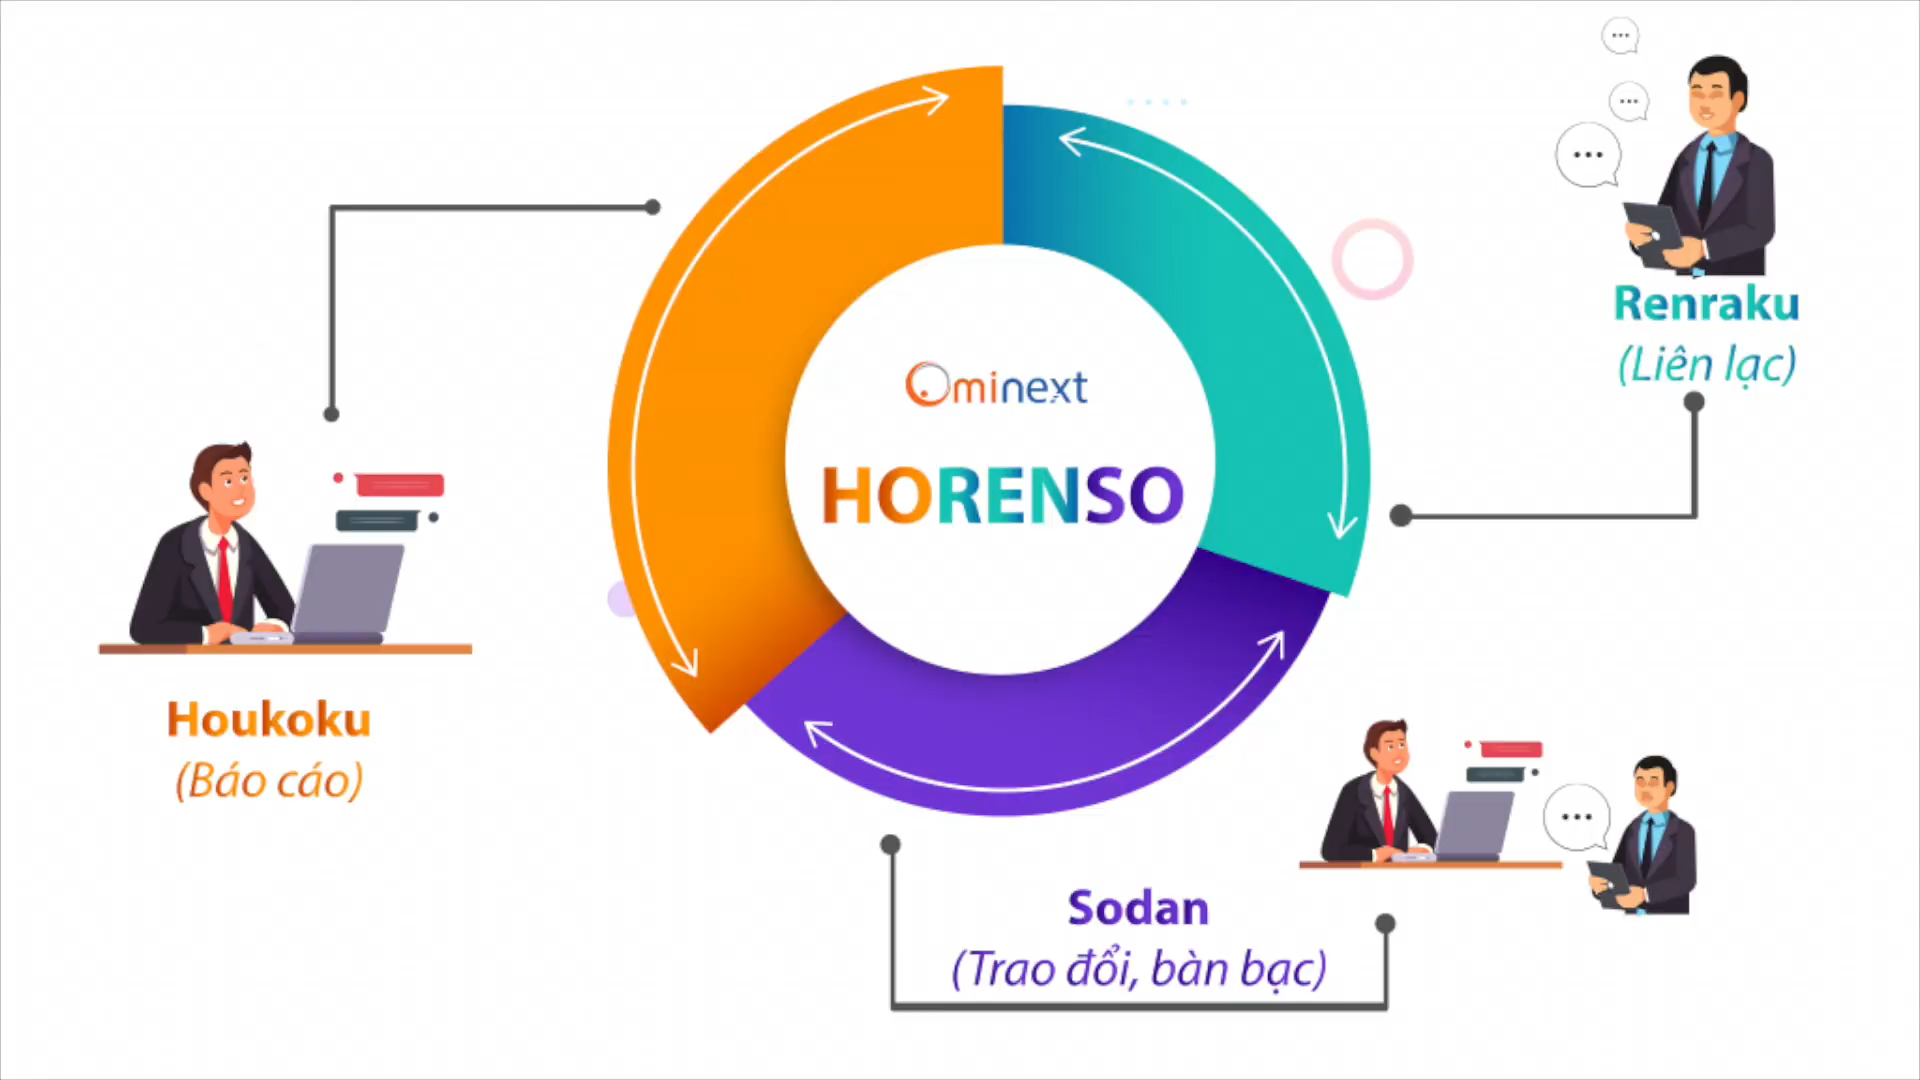 Renraku
(Liên lạc)
Ominext
HORENSO
Houkoku
(Báo cáo)
Sodan
(Trao đổi, bàn bạc)